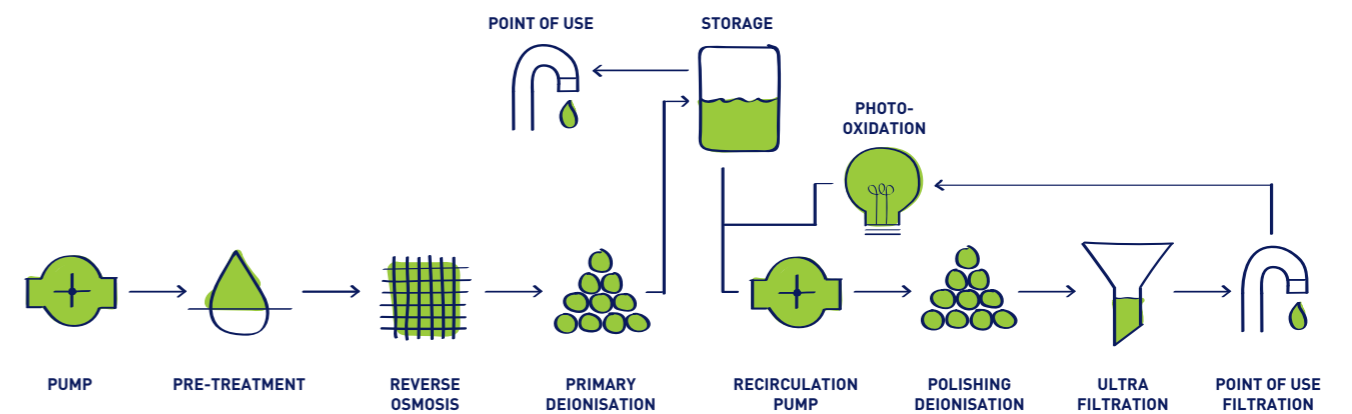 POINT OF USE
STORAGE
PHOTO-
OXIDATION
PUMP
PRE-TREATMENT
REVERSE
OSMOSIS
PRIMARY
DEIONISATION
RECIRCULATION
PUMP
POLISHING
DEIONISATION
ULTRA
FILTRATION
POINT OF USE
FILTRATION